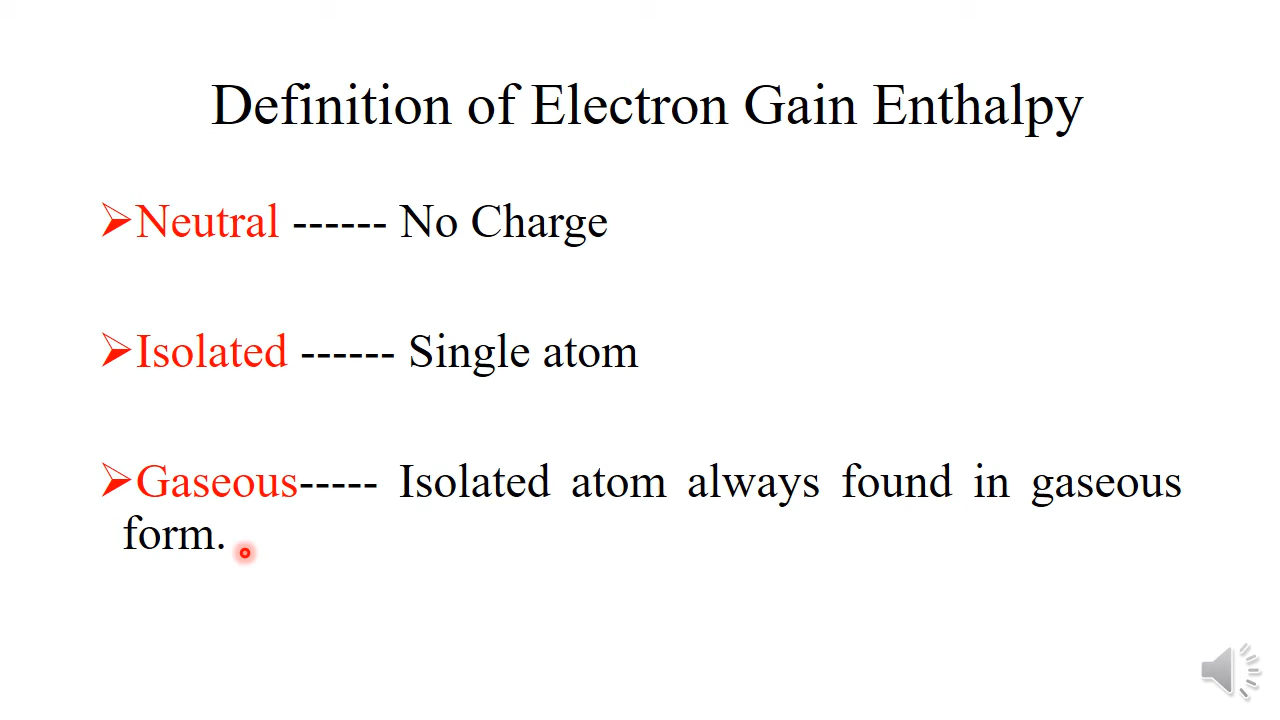 Definition of Electron Gain Enthalpy
➢Neutral ------ No Charge
➢Isolated ------ Single atom
➢Gaseous----- Isolated atom always found in gaseous
form.